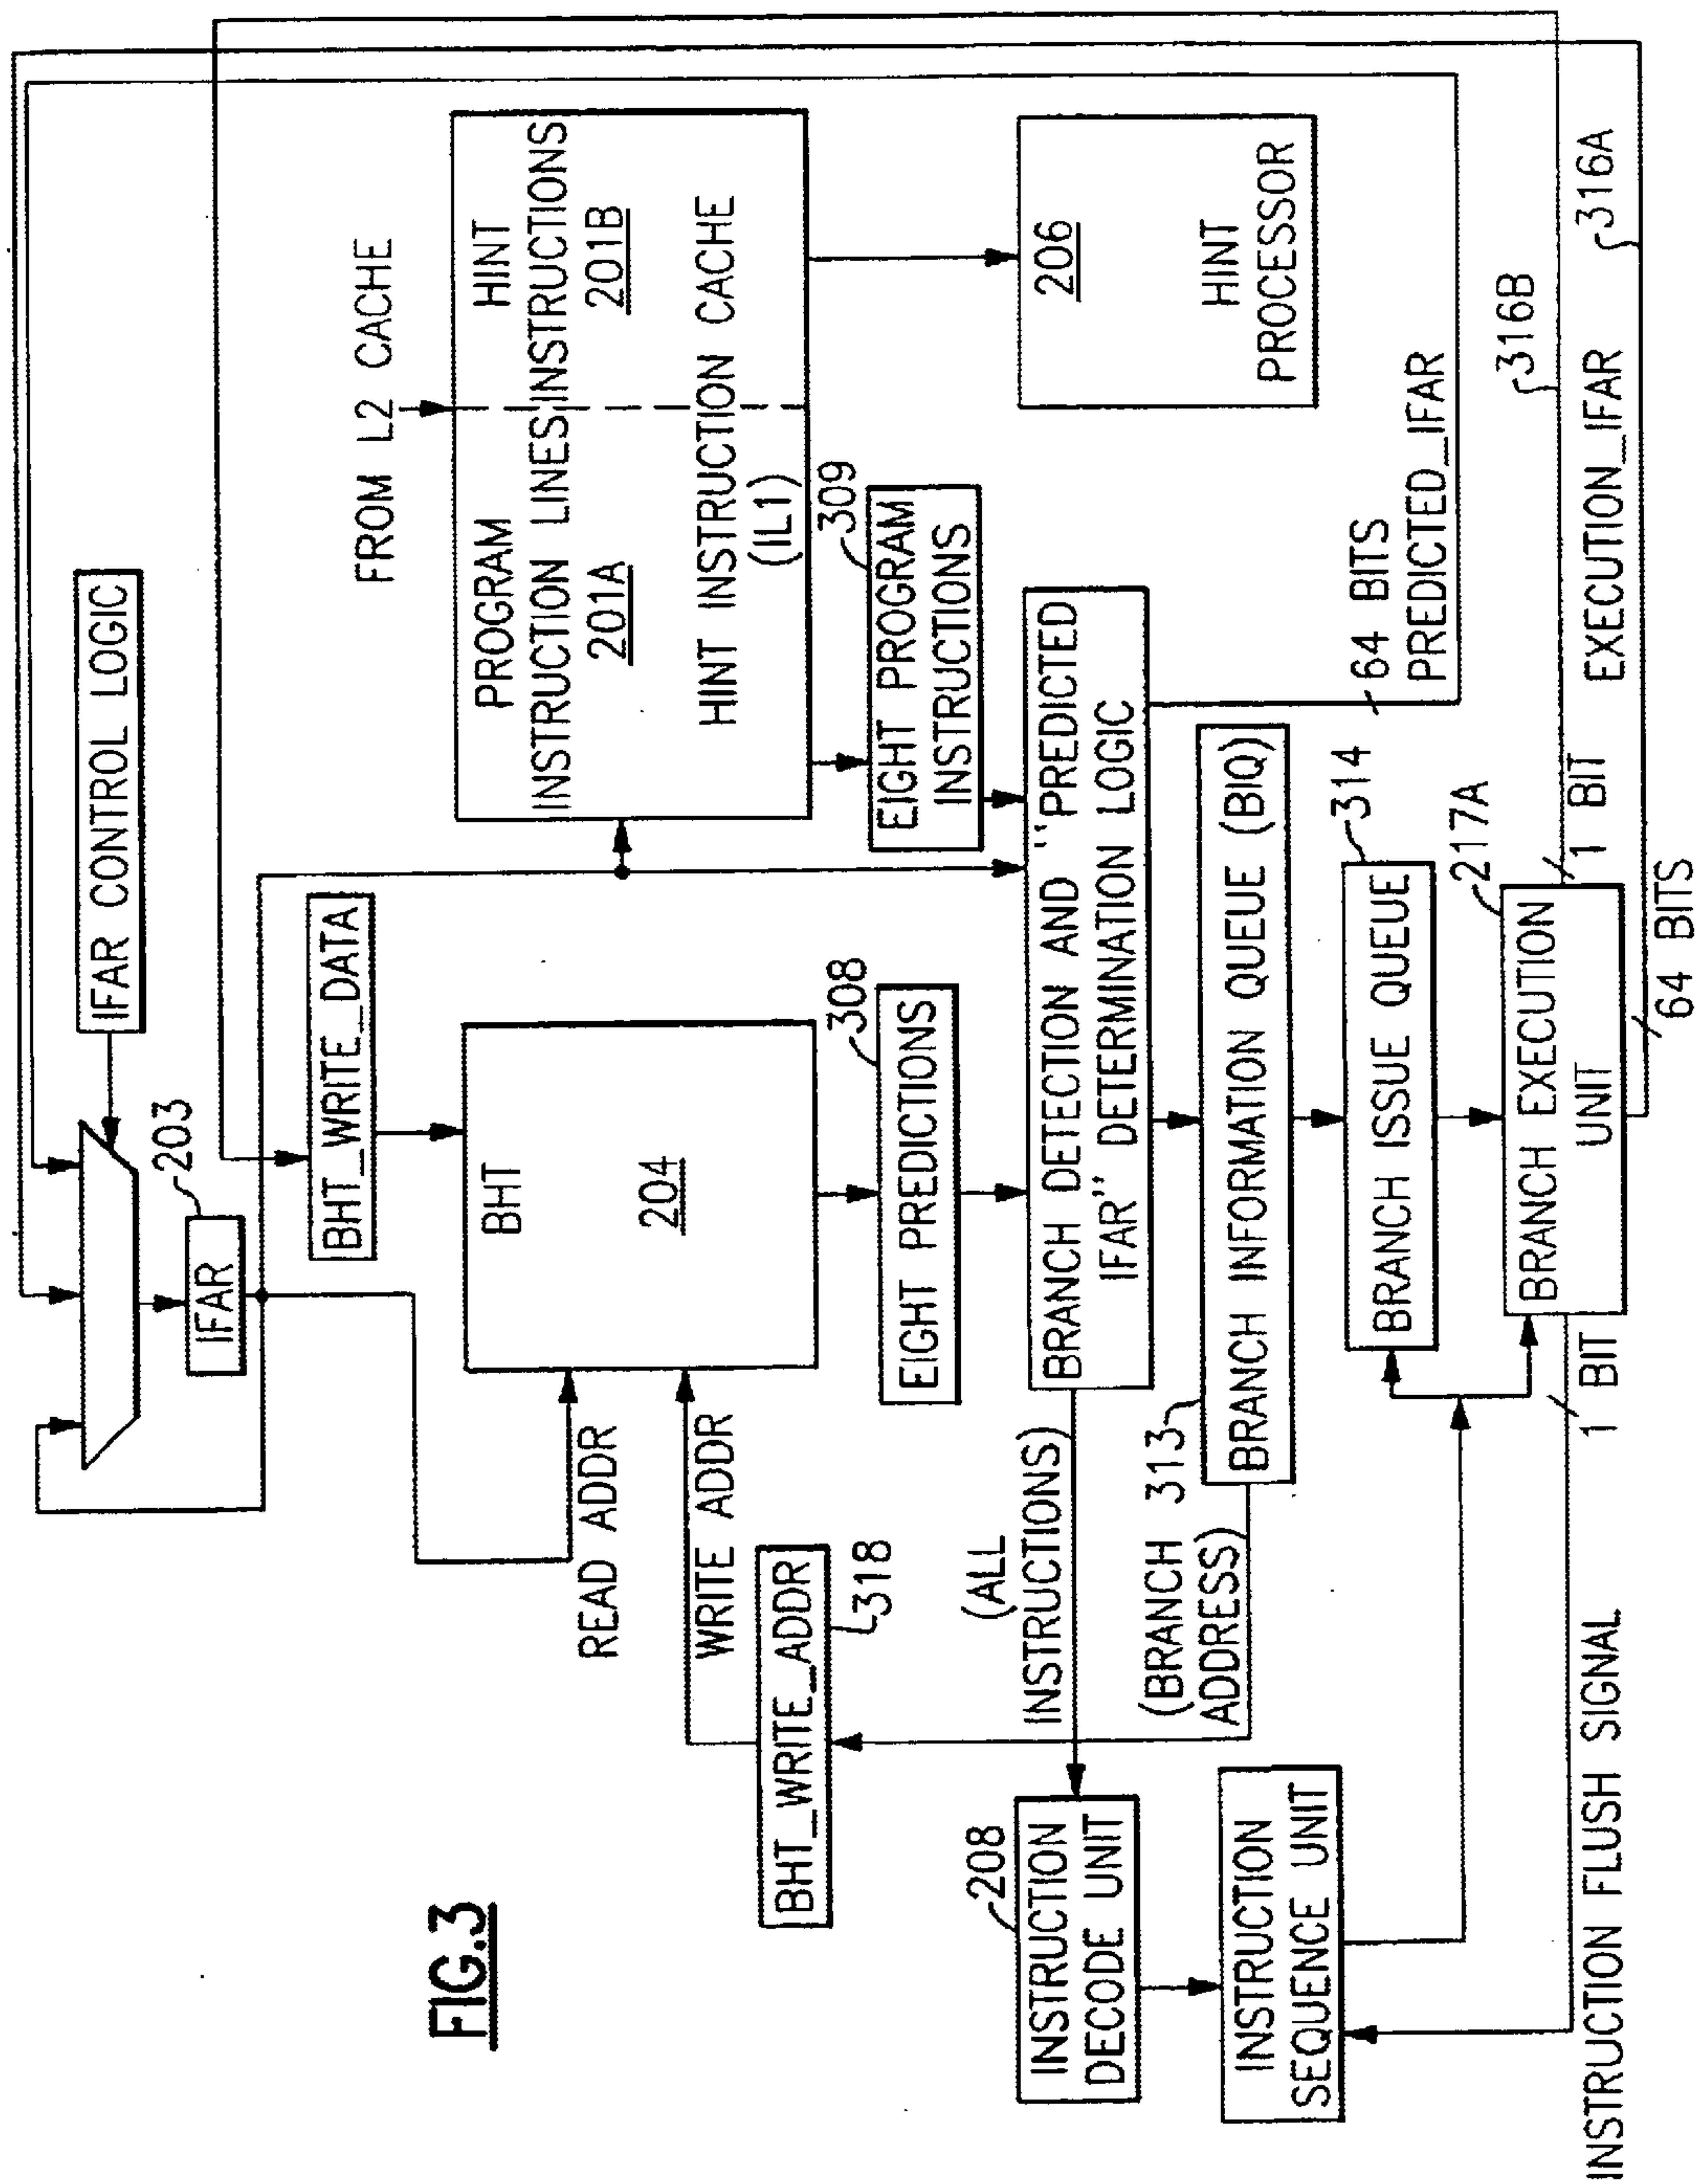 IFAR CONTROL LOGIC
203
IFAR
BHT_WRITE_DATA
FROM L2 CACHE
PROGRAM
INSTRUCTION LINES
201A
HINT
INSTRUCTIONS
201B
HINT INSTRUCTION CACHE
(IL1)
BHT
204
READ ADDR
WRITE ADDR
BHT_WRITE_ADDR
318
308
EIGHT PREDICTIONS
309
EIGHT PROGRAM
INSTRUCTIONS
206
HINT
PROCESSOR
BRANCH DETECTION AND "PREDICTED
IFAR" DETERMINATION LOGIC
64 BITS
PREDICTED_IFAR
(ALL
INSTRUCTIONS)
208
INSTRUCTION
DECODE UNIT
313
BRANCH INFORMATION QUEUE (BIQ)
(BRANCH
ADDRESS)
INSTRUCTION
SEQUENCE UNIT
314
BRANCH ISSUE QUEUE
217A
BRANCH EXECUTION
UNIT
316B
316A
1 BIT
EXECUTION_IFAR
64 BITS
1 BIT
INSTRUCTION FLUSH SIGNAL
FIG.3